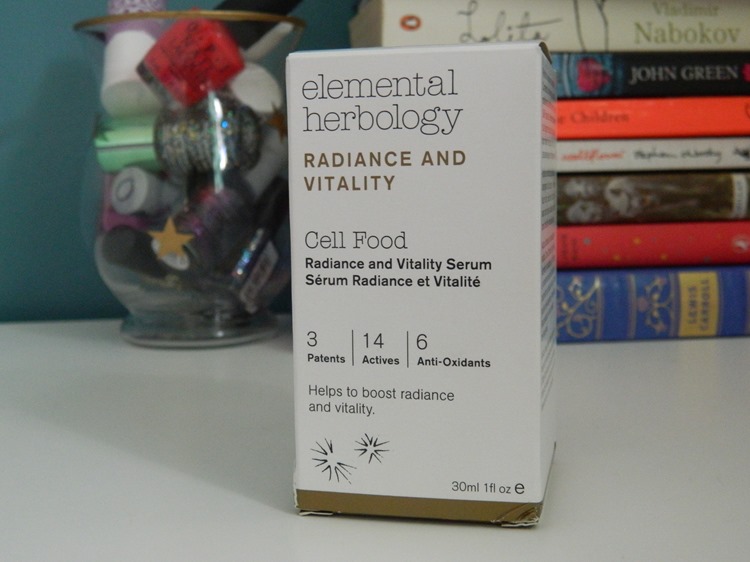 elemental
herbology
RADIANCE AND
VITALITY
Cell Food
Radiance and Vitality Serum
Sérum Radiance et Vitalité
3
Patents
14
Actives
6
Anti-Oxidants
Helps to boost radiance
and vitality.
30ml 1fl oz e
Lolita
Vladimir
Nabokov
JOHN GREEN
Children
LEWIS
CARROLL